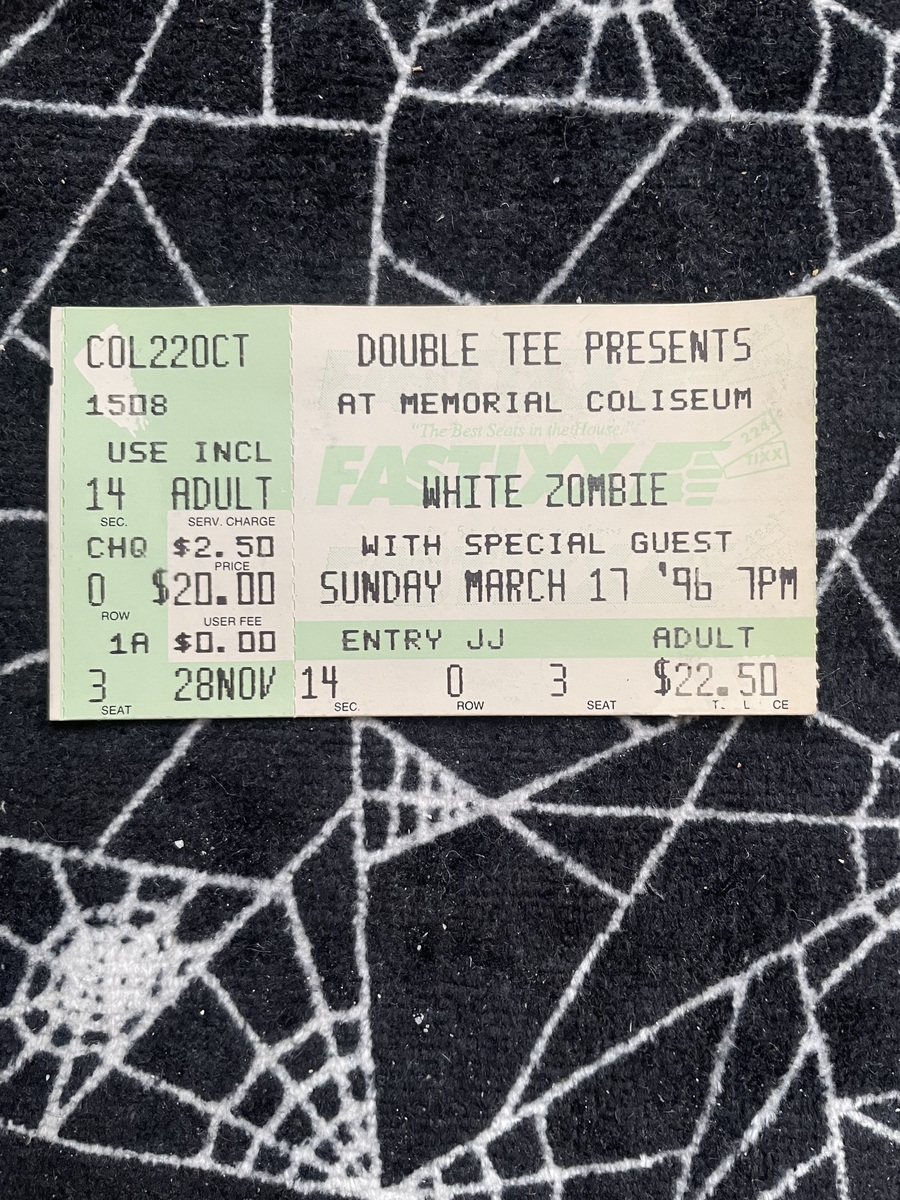 COL22OCT
1508
USE INCL
14 ADULT
SEC. SERV. CHARGE
CHQ $2.50
PRICE
O $20.00
ROW USER FEE
1A $0.00
3 28NOV
SEAT
DOUBLE TEE PRESENTS
AT MEMORIAL COLISEUM
"The Best Seats in the House."
FASTIXX
224-
TIXX
WHITE ZOMBIE
WITH SPECIAL GUEST
SUNDAY MARCH 17 '96 7PM
ENTRY JJ ADULT
14 O 3 $22.50
SEC. ROW SEAT